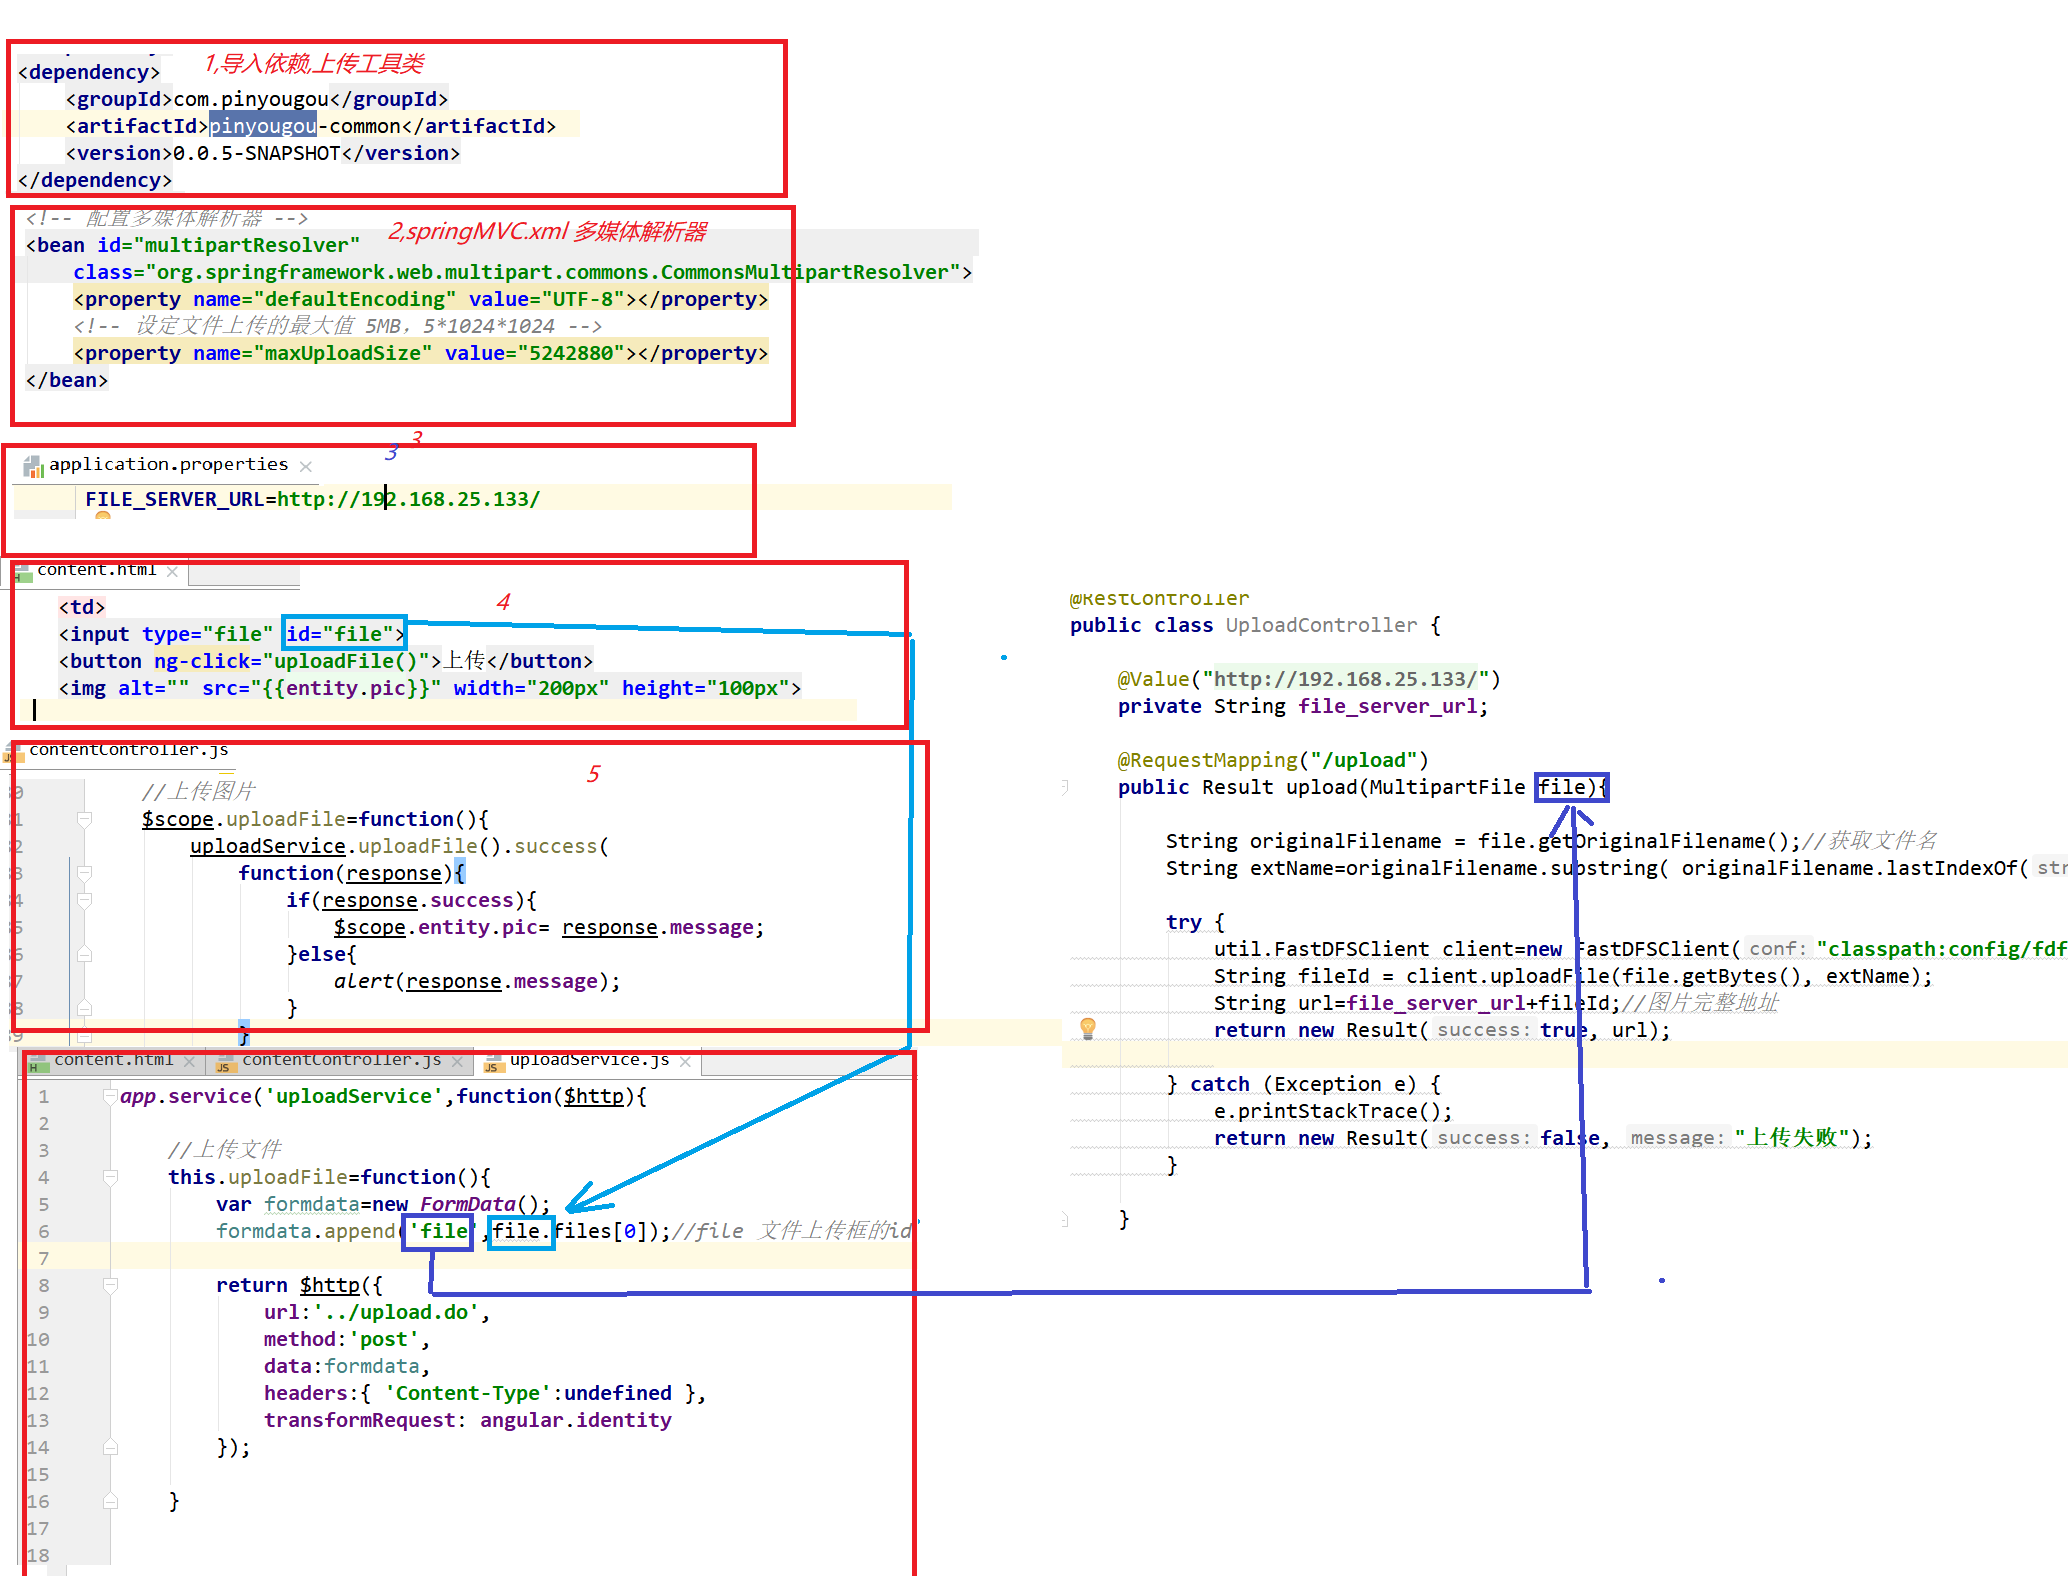 1,导入依赖,上传工具类
<dependency>
<groupId>com.pinyougou</groupId>
<artifactId>pinyougou-common</artifactId>
<version>0.0.5-SNAPSHOT</version>
</dependency>
<!-- 配置多媒体解析器 -->
2,springMVC.xml 多媒体解析器
<bean id="multipartResolver"
class="org.springframework.web.multipart.commons.CommonsMultipartResolver">
<property name="defaultEncoding" value="UTF-8"></property>
<!-- 设定文件上传的最大值 5MB，5*1024*1024 -->
<property name="maxUploadSize" value="5242880"></property>
</bean>
3
3
application.properties
FILE_SERVER_URL=http://192.168.25.133/
content.html
4
<td>
<input type="file" id="file">
<button ng-click="uploadFile()">上传</button>
<img alt="" src="{{entity.pic}}" width="200px" height="100px">
contentController.js
5
//上传图片
$scope.uploadFile=function(){
uploadService.uploadFile().success(
function(response){
if(response.success){
$scope.entity.pic= response.message;
}else{
alert(response.message);
}
}
content.html contentController.js uploadService.js
1 app.service('uploadService',function($http){
2
3 //上传文件
4 this.uploadFile=function(){
5 var formdata=new FormData();
6 formdata.append('file',file.files[0]);//file 文件上传框的id
7
8 return $http({
9 url:'../upload.do',
10 method:'post',
11 data:formdata,
12 headers:{ 'Content-Type':undefined },
13 transformRequest: angular.identity
14 });
15
16 }
17
18
@RestController
public class UploadController {
@Value("http://192.168.25.133/")
private String file_server_url;
@RequestMapping("/upload")
public Result upload(MultipartFile file){
String originalFilename = file.getOriginalFilename();//获取文件名
String extName=originalFilename.substring( originalFilename.lastIndexOf(
try {
util.FastDFSClient client=new FastDFSClient( conf: "classpath:config/fdf
String fileId = client.uploadFile(file.getBytes(), extName);
String url=file_server_url+fileId;//图片完整地址
return new Result( success: true, url);
} catch (Exception e) {
e.printStackTrace();
return new Result( success: false, message: "上传失败");
}
}